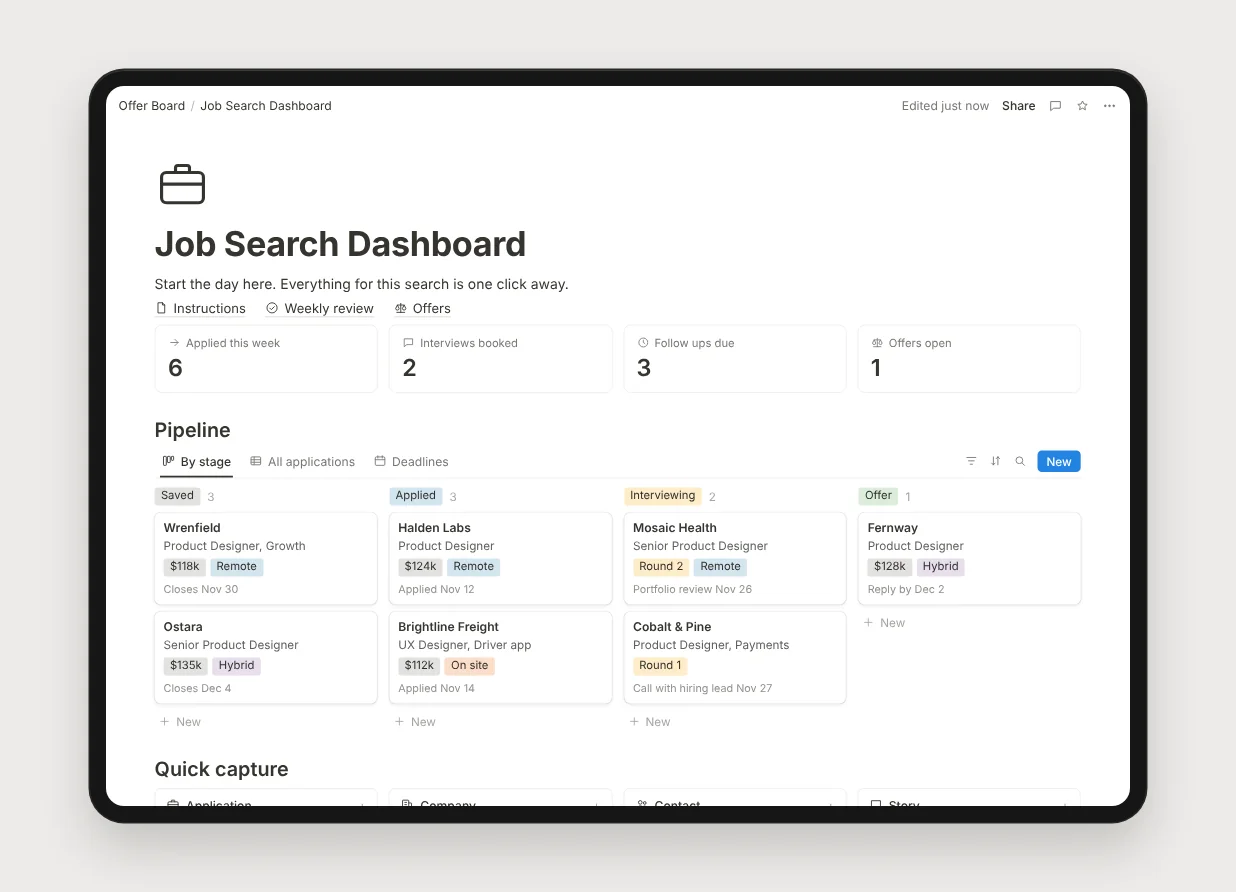 Offer Board / Job Search Dashboard
Edited just now Share
Job Search Dashboard
Start the day here. Everything for this search is one click away.
Instructions Weekly review Offers
Applied this week
6
Interviews booked
2
Follow ups due
3
Offers open
1
Pipeline
By stage All applications Deadlines
New
Saved 3
Wrenfield
Product Designer, Growth
$118k Remote
Closes Nov 30
Ostara
Senior Product Designer
$135k Hybrid
Closes Dec 4
+ New
Applied 3
Halden Labs
Product Designer
$124k Remote
Applied Nov 12
Brightline Freight
UX Designer, Driver app
$112k On site
Applied Nov 14
+ New
Interviewing 2
Mosaic Health
Senior Product Designer
Round 2 Remote
Portfolio review Nov 26
Cobalt & Pine
Product Designer, Payments
Round 1
Call with hiring lead Nov 27
+ New
Offer 1
Fernway
Product Designer
$128k Hybrid
Reply by Dec 2
+ New
Quick capture
Application Company Contact Story